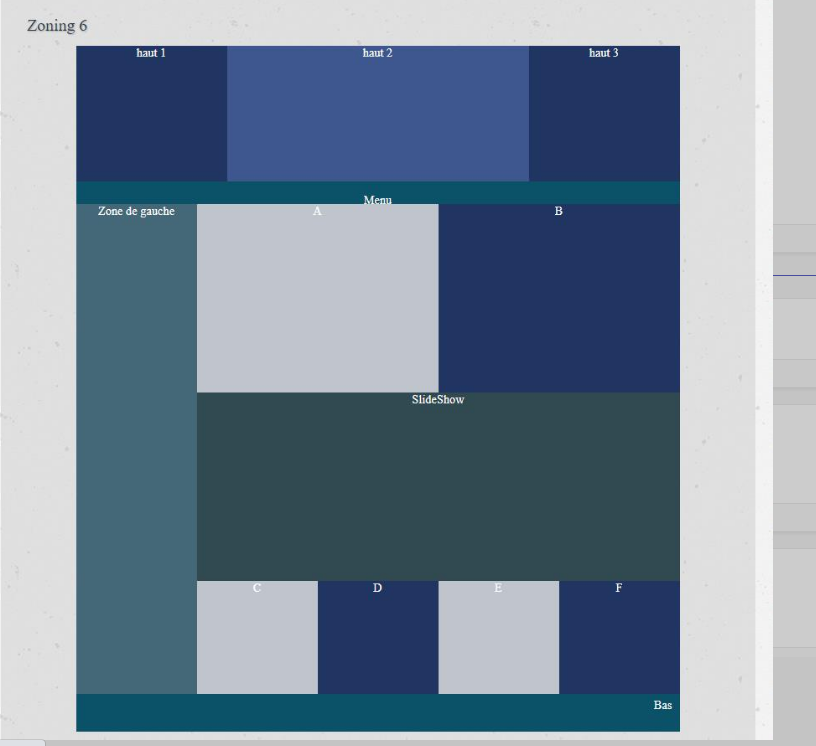 Zoning 6
haut 1
haut 2
haut 3
Menu
Zone de gauche
A
B
SlideShow
C
D
E
F
Bas